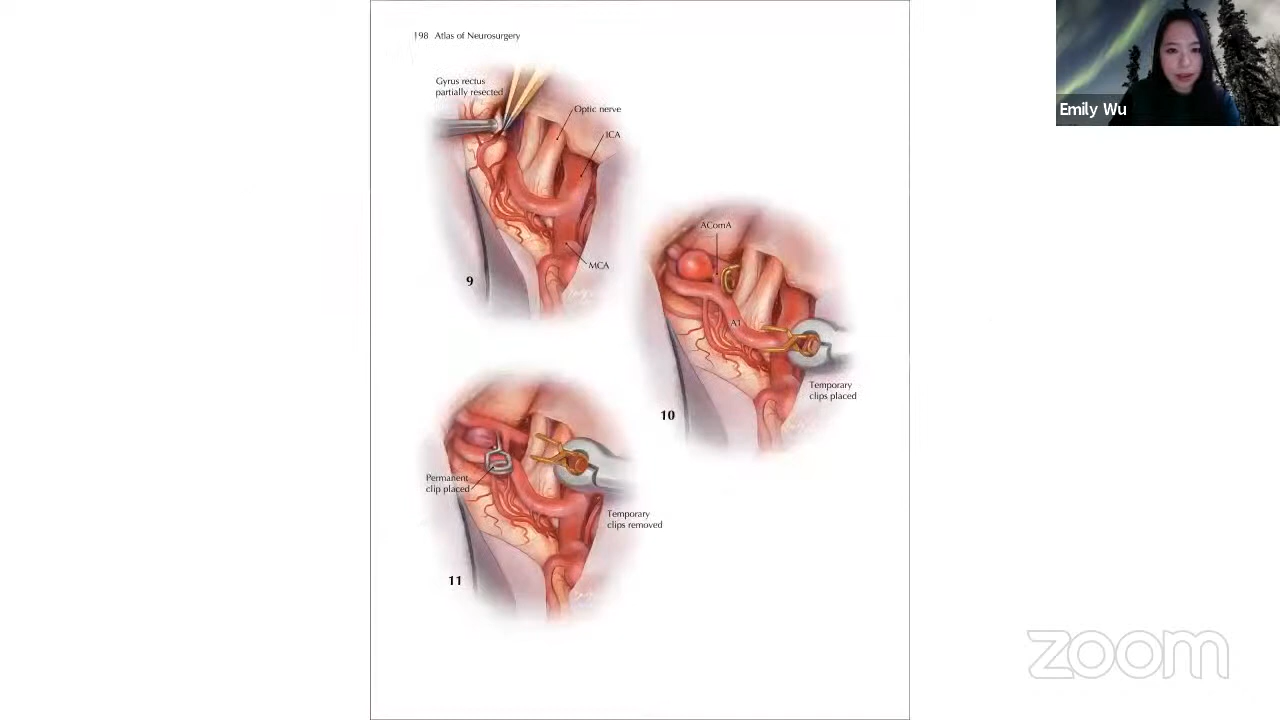 198 Atlas of Neurosurgery
Gyrus rectus
partially resected
Optic nerve
ICA
MCA
9
AComA
A1
Temporary
clips placed
10
Permanent
clip placed
Temporary
clips removed
11
Emily Wu
zoom